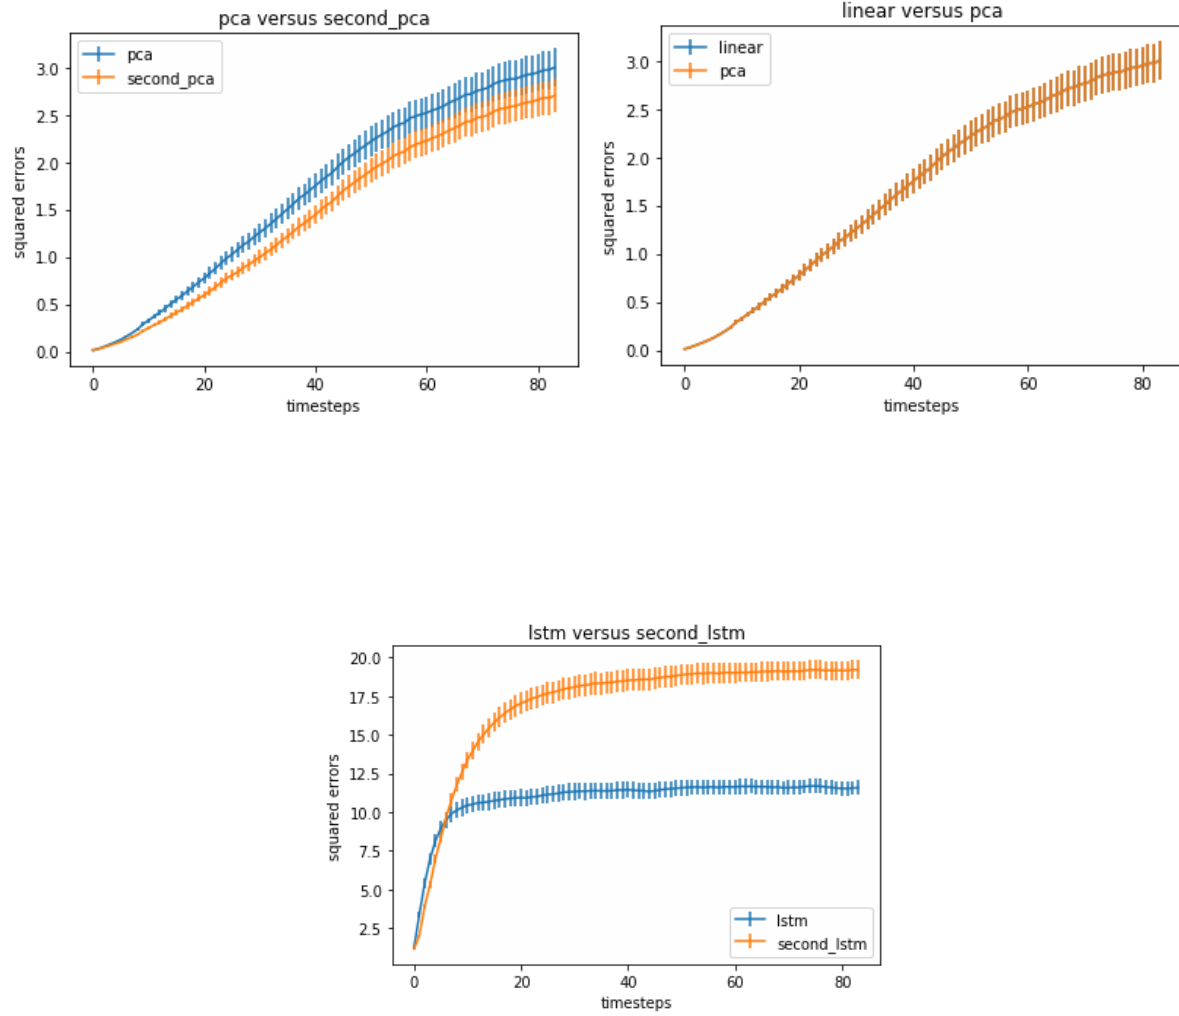 pca versus second_pca
pca
second_pca
3.0
2.5
2.0
1.5
1.0
0.5
0.0
squared errors
0 20 40 60 80
timesteps
linear versus pca
linear
pca
3.0
2.5
2.0
1.5
1.0
0.5
0.0
squared errors
0 20 40 60 80
timesteps
lstm versus second_lstm
20.0
17.5
15.0
12.5
10.0
7.5
5.0
2.5
squared errors
lstm
second_lstm
0 20 40 60 80
timesteps